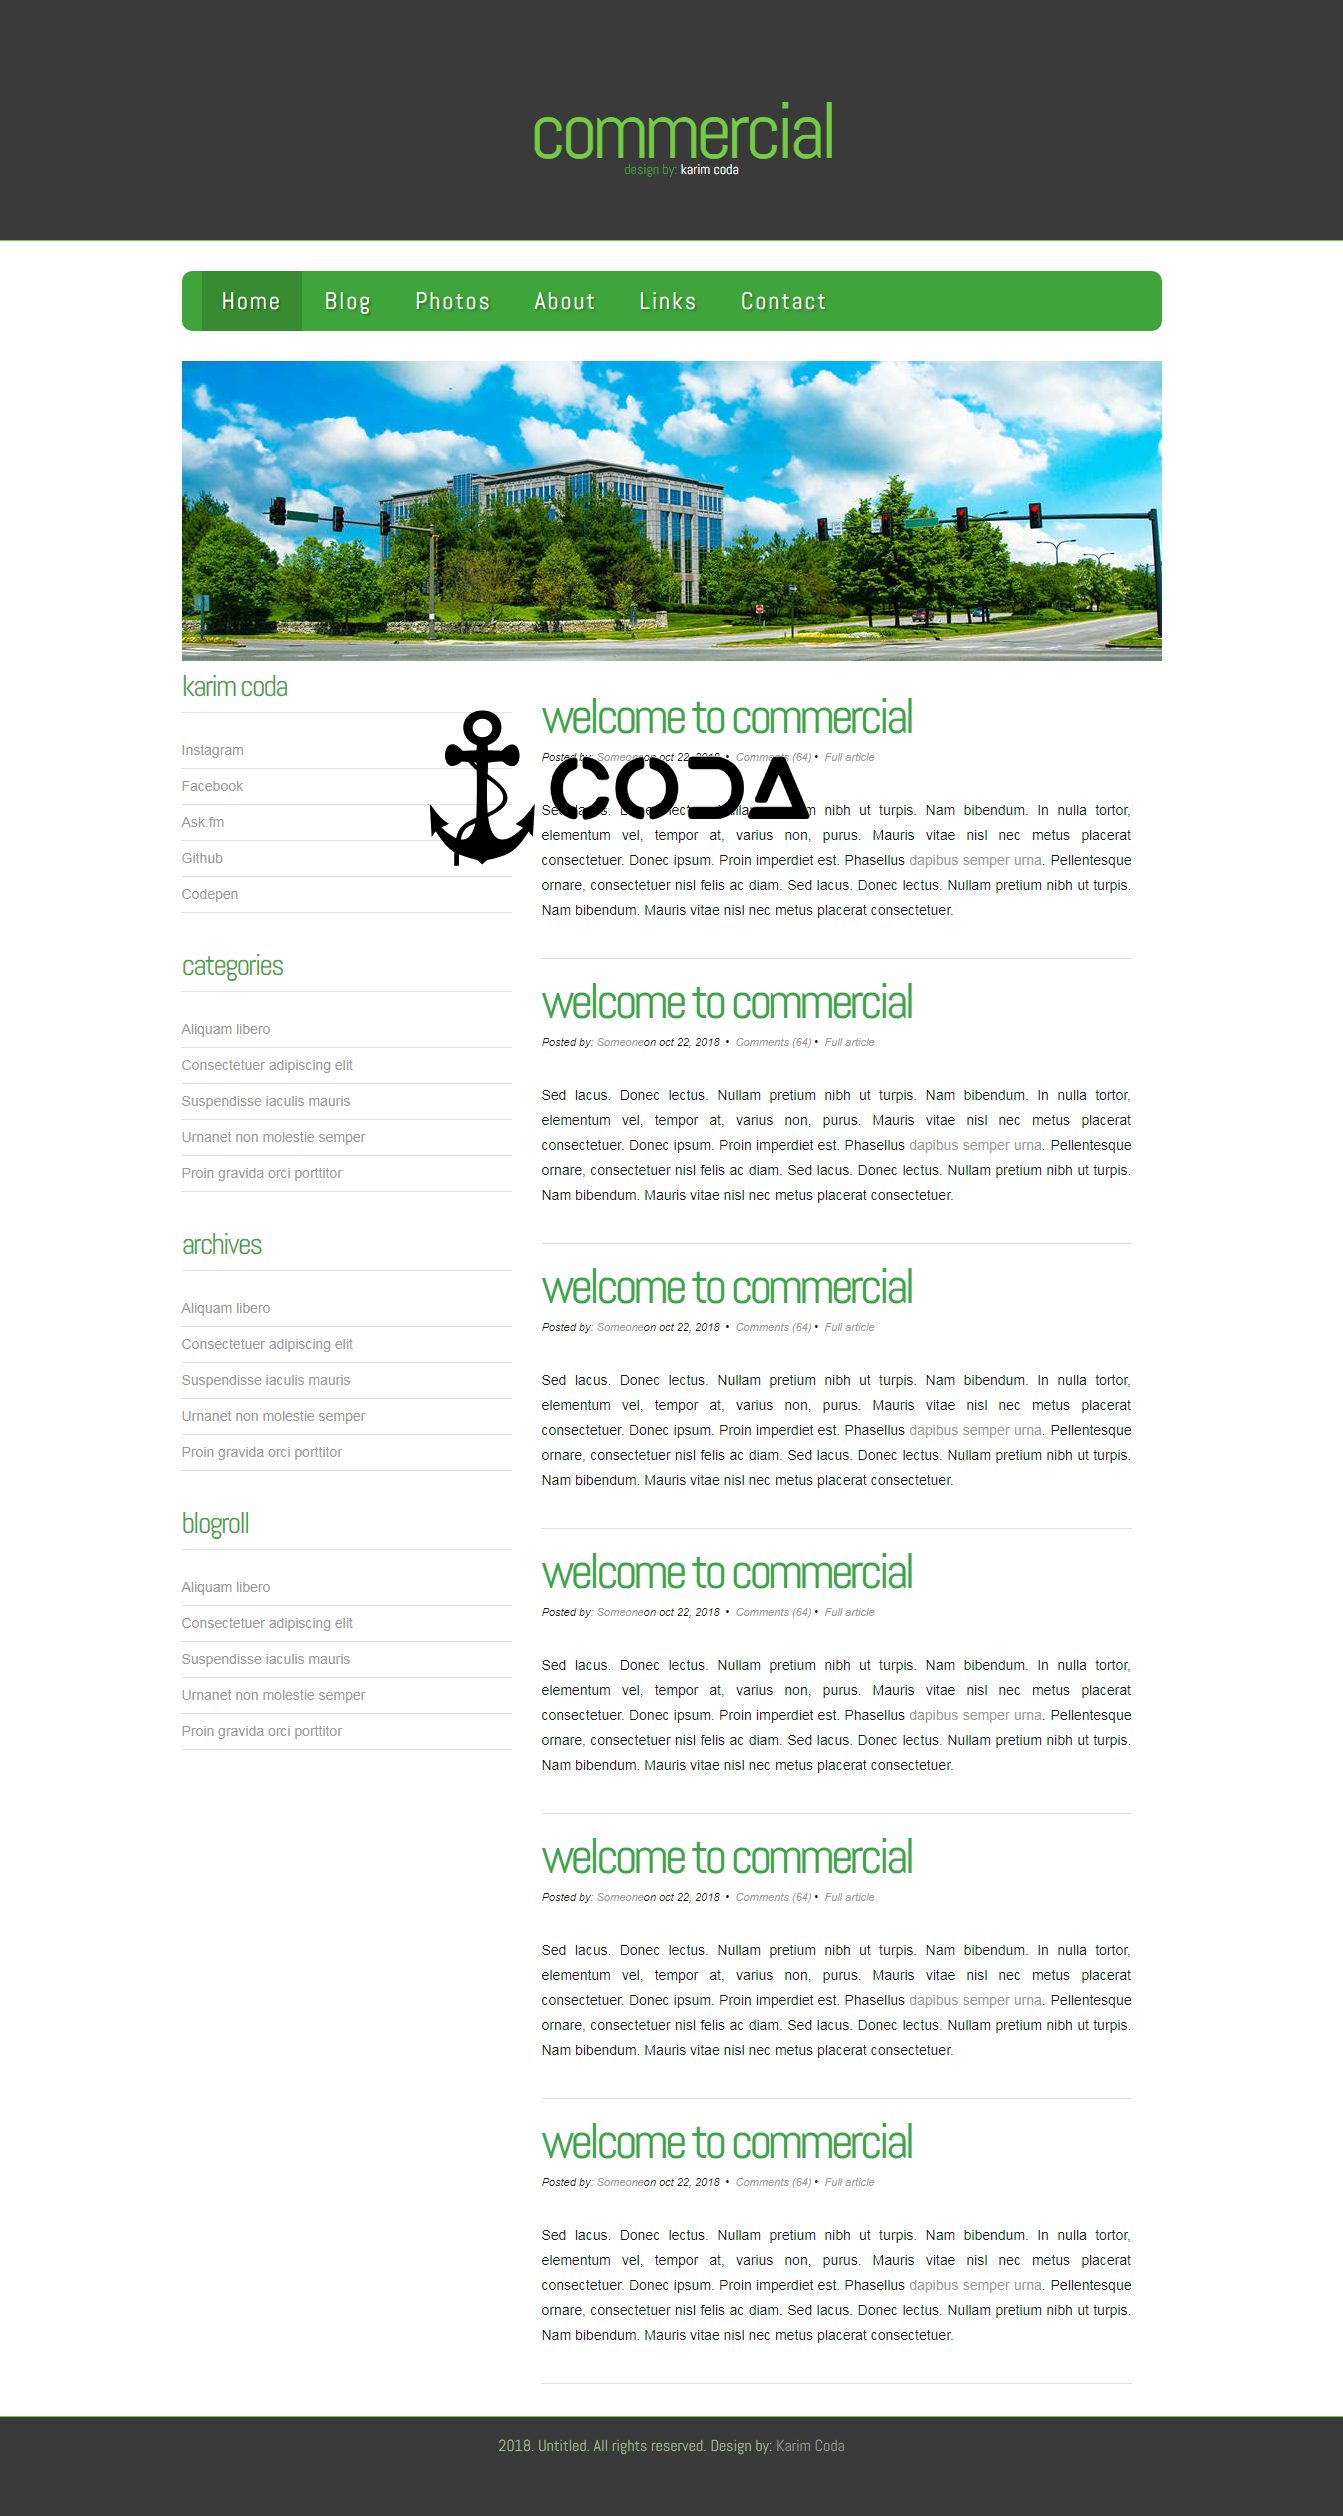 commercial
design by: karim coda
Home Blog Photos About Links Contact
karim coda
Instagram
Facebook
Ask.fm
Github
Codepen
categories
Aliquam libero
Consectetuer adipiscing elit
Suspendisse iaculis mauris
Urnanet non molestie semper
Proin gravida orci porttitor
archives
Aliquam libero
Consectetuer adipiscing elit
Suspendisse iaculis mauris
Urnanet non molestie semper
Proin gravida orci porttitor
blogroll
Aliquam libero
Consectetuer adipiscing elit
Suspendisse iaculis mauris
Urnanet non molestie semper
Proin gravida orci porttitor
welcome to commercial
Posted by: Someoneon oct 22, 2018 • Comments (64) • Full article
CODA
nibh ut turpis. Nam bibendum. In nulla tortor,
elementum vel, tempor at, varius non, purus. Mauris vitae nisl nec metus placerat
consectetuer. Donec ipsum. Proin imperdiet est. Phasellus dapibus semper urna. Pellentesque
ornare, consectetuer nisl felis ac diam. Sed lacus. Donec lectus. Nullam pretium nibh ut turpis.
Nam bibendum. Mauris vitae nisl nec metus placerat consectetuer.
welcome to commercial
Posted by: Someoneon oct 22, 2018 • Comments (64) • Full article
Sed lacus. Donec lectus. Nullam pretium nibh ut turpis. Nam bibendum. In nulla tortor,
elementum vel, tempor at, varius non, purus. Mauris vitae nisl nec metus placerat
consectetuer. Donec ipsum. Proin imperdiet est. Phasellus dapibus semper urna. Pellentesque
ornare, consectetuer nisl felis ac diam. Sed lacus. Donec lectus. Nullam pretium nibh ut turpis.
Nam bibendum. Mauris vitae nisl nec metus placerat consectetuer.
welcome to commercial
Posted by: Someoneon oct 22, 2018 • Comments (64) • Full article
Sed lacus. Donec lectus. Nullam pretium nibh ut turpis. Nam bibendum. In nulla tortor,
elementum vel, tempor at, varius non, purus. Mauris vitae nisl nec metus placerat
consectetuer. Donec ipsum. Proin imperdiet est. Phasellus dapibus semper urna. Pellentesque
ornare, consectetuer nisl felis ac diam. Sed lacus. Donec lectus. Nullam pretium nibh ut turpis.
Nam bibendum. Mauris vitae nisl nec metus placerat consectetuer.
welcome to commercial
Posted by: Someoneon oct 22, 2018 • Comments (64) • Full article
Sed lacus. Donec lectus. Nullam pretium nibh ut turpis. Nam bibendum. In nulla tortor,
elementum vel, tempor at, varius non, purus. Mauris vitae nisl nec metus placerat
consectetuer. Donec ipsum. Proin imperdiet est. Phasellus dapibus semper urna. Pellentesque
ornare, consectetuer nisl felis ac diam. Sed lacus. Donec lectus. Nullam pretium nibh ut turpis.
Nam bibendum. Mauris vitae nisl nec metus placerat consectetuer.
welcome to commercial
Posted by: Someoneon oct 22, 2018 • Comments (64) • Full article
Sed lacus. Donec lectus. Nullam pretium nibh ut turpis. Nam bibendum. In nulla tortor,
elementum vel, tempor at, varius non, purus. Mauris vitae nisl nec metus placerat
consectetuer. Donec ipsum. Proin imperdiet est. Phasellus dapibus semper urna. Pellentesque
ornare, consectetuer nisl felis ac diam. Sed lacus. Donec lectus. Nullam pretium nibh ut turpis.
Nam bibendum. Mauris vitae nisl nec metus placerat consectetuer.
welcome to commercial
Posted by: Someoneon oct 22, 2018 • Comments (64) • Full article
Sed lacus. Donec lectus. Nullam pretium nibh ut turpis. Nam bibendum. In nulla tortor,
elementum vel, tempor at, varius non, purus. Mauris vitae nisl nec metus placerat
consectetuer. Donec ipsum. Proin imperdiet est. Phasellus dapibus semper urna. Pellentesque
ornare, consectetuer nisl felis ac diam. Sed lacus. Donec lectus. Nullam pretium nibh ut turpis.
Nam bibendum. Mauris vitae nisl nec metus placerat consectetuer.
2018. Untitled. All rights reserved. Design by: Karim Coda